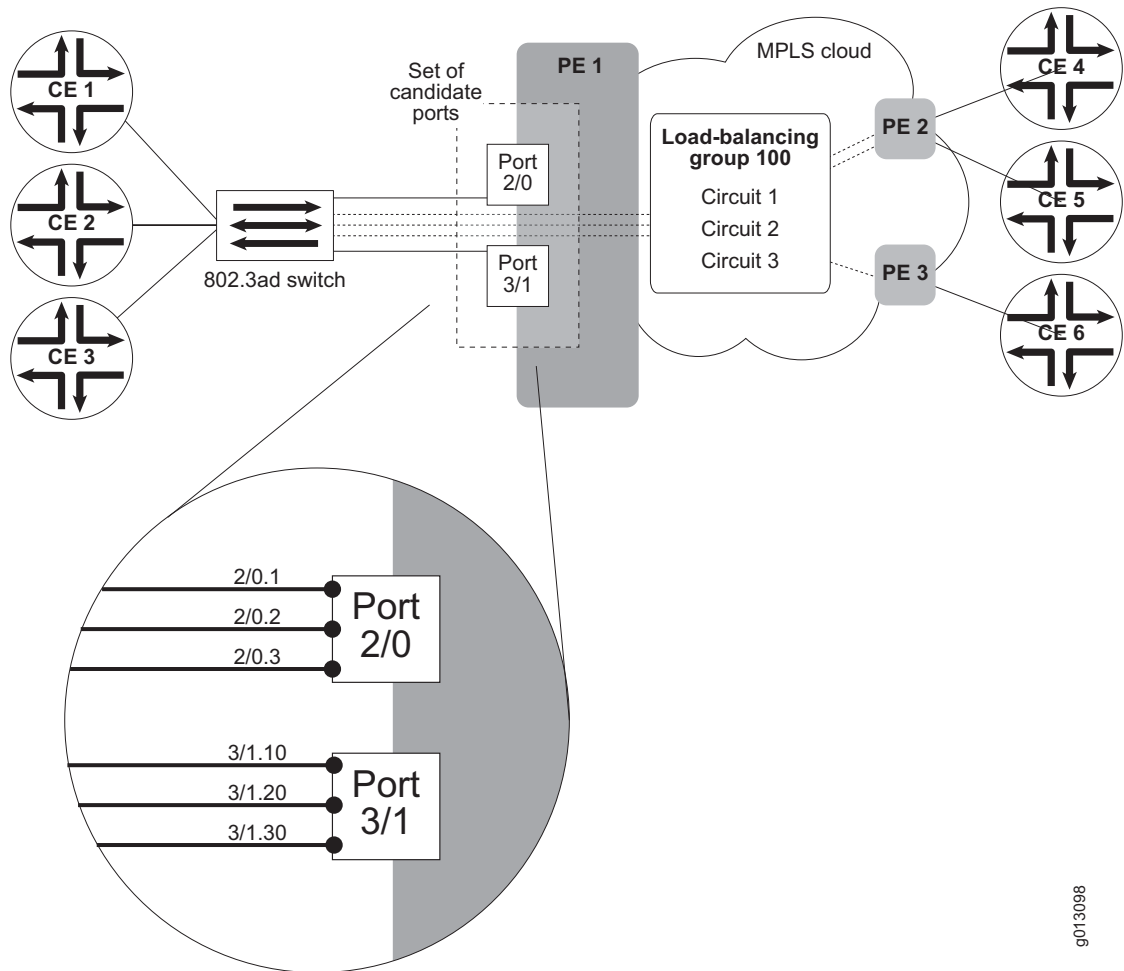 CE 1
CE 2
CE 3
802.3ad switch
Set of
candidate
ports
PE 1
Port
2/0
Port
3/1
MPLS cloud
Load-balancing
group 100
Circuit 1
Circuit 2
Circuit 3
PE 2
PE 3
CE 4
CE 5
CE 6
2/0.1
2/0.2
2/0.3
Port
2/0
3/1.10
3/1.20
3/1.30
Port
3/1
g013098